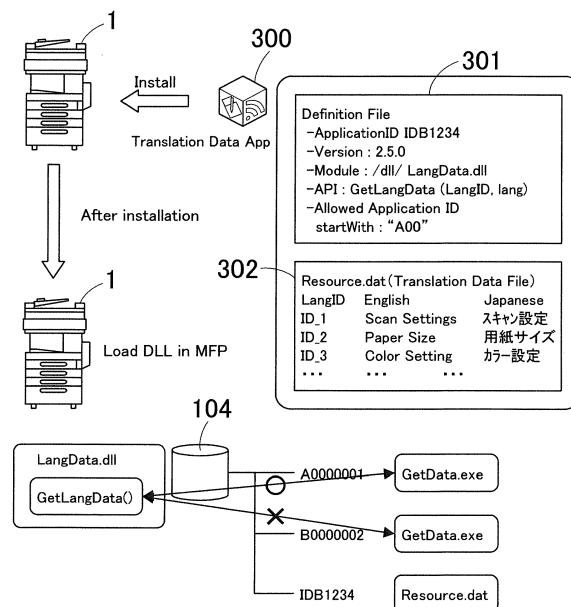 1
300
301
Install
Translation Data App
Definition File
-ApplicationID IDB1234
-Version : 2.5.0
-Module : /dll/ LangData.dll
-API : GetLangData (LangID, lang)
-Allowed Application ID
startWith : “A00”
After installation
302
Resource.dat(Translation Data File)
LangID English Japanese
ID_1 Scan Settings スキャン設定
ID_2 Paper Size 用紙サイズ
ID_3 Color Setting カラー設定
... ... ...
1
Load DLL in MFP
104
LangData.dll
GetLangData()
A0000001 GetData.exe
B0000002 GetData.exe
IDB1234 Resource.dat